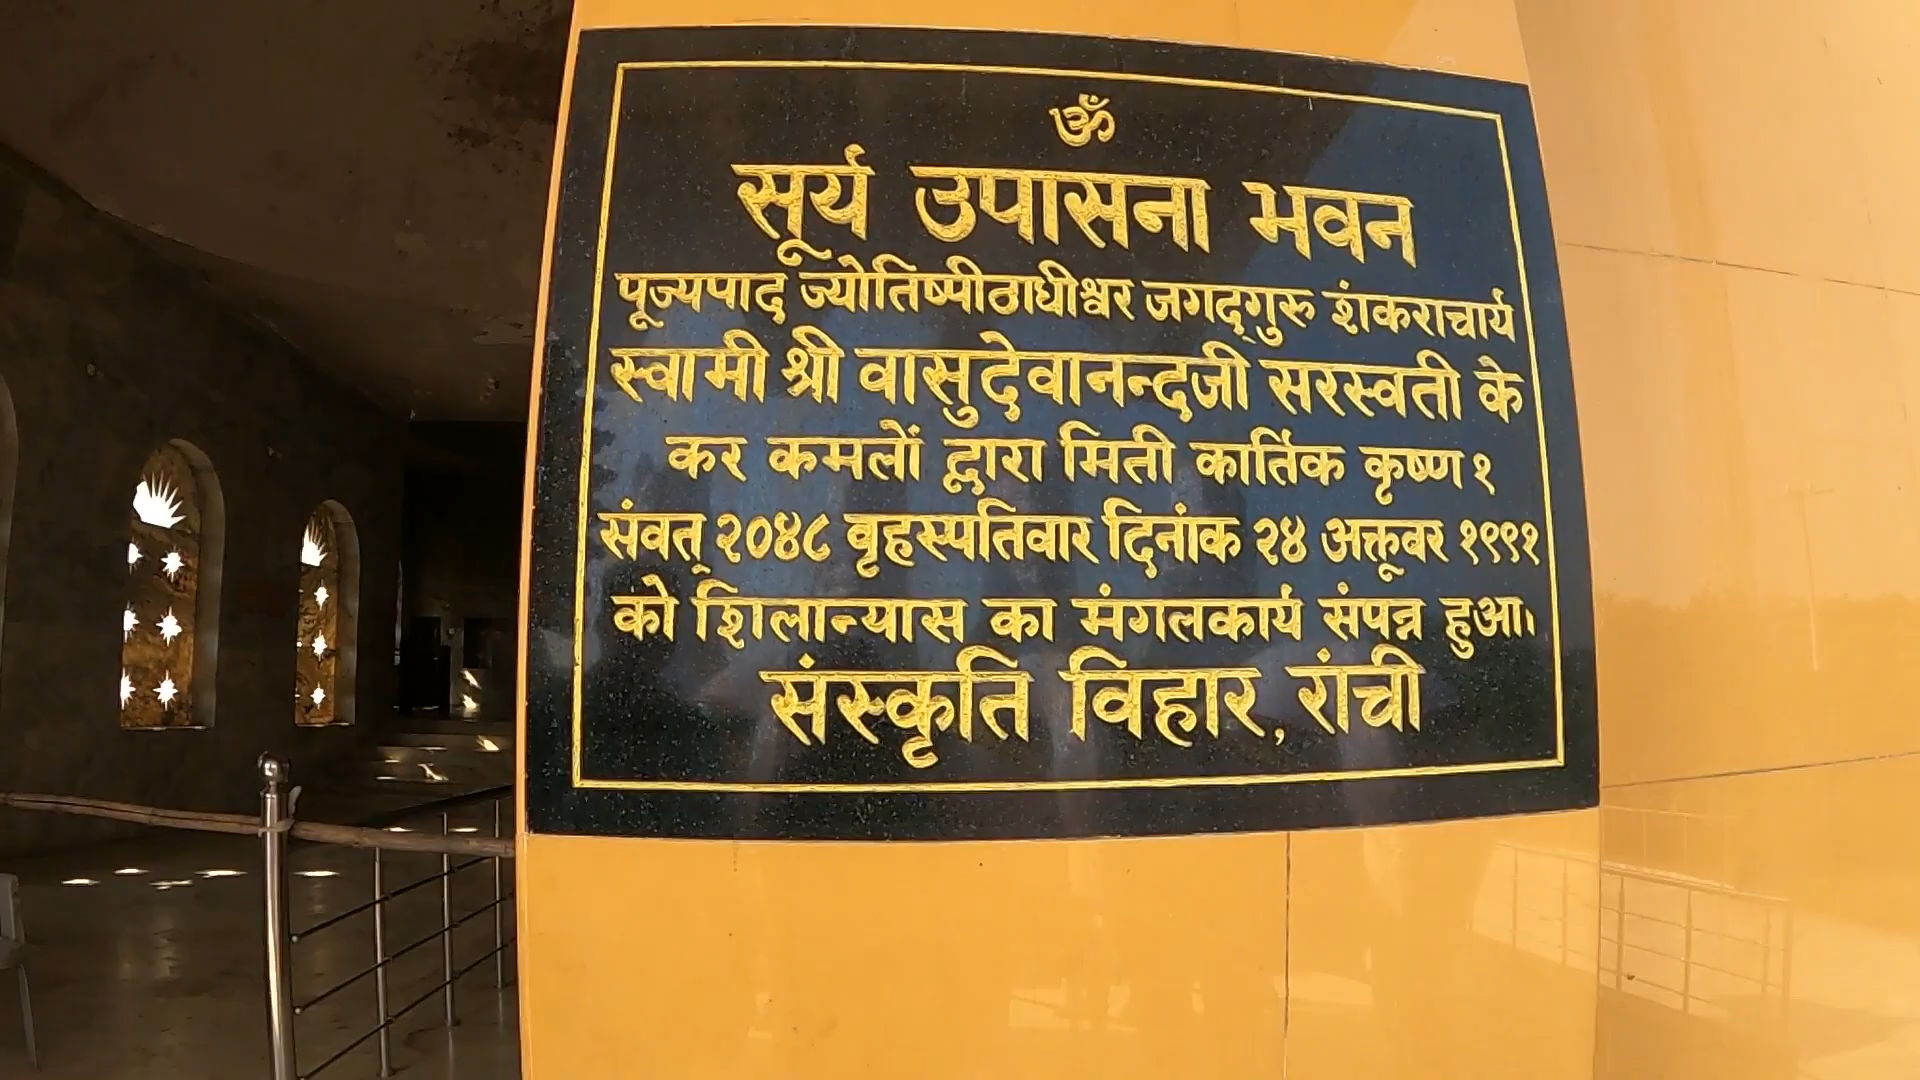 ॐ
सूर्य उपासना भवन
पूज्यपाद ज्योतिष्पीठाधीश्वर जगद्गुरु शंकराचार्य
स्वामी श्री वासुदेवानन्दजी सरस्वती के
कर कमलों द्वारा मिती कार्तिक कृष्ण १
संवत् २०४८ वृहस्पतिवार दिनांक २४ अक्तूवर १९९१
को शिलान्यास का मंगलकार्य संपन्न हुआ।
संस्कृति विहार, रांची